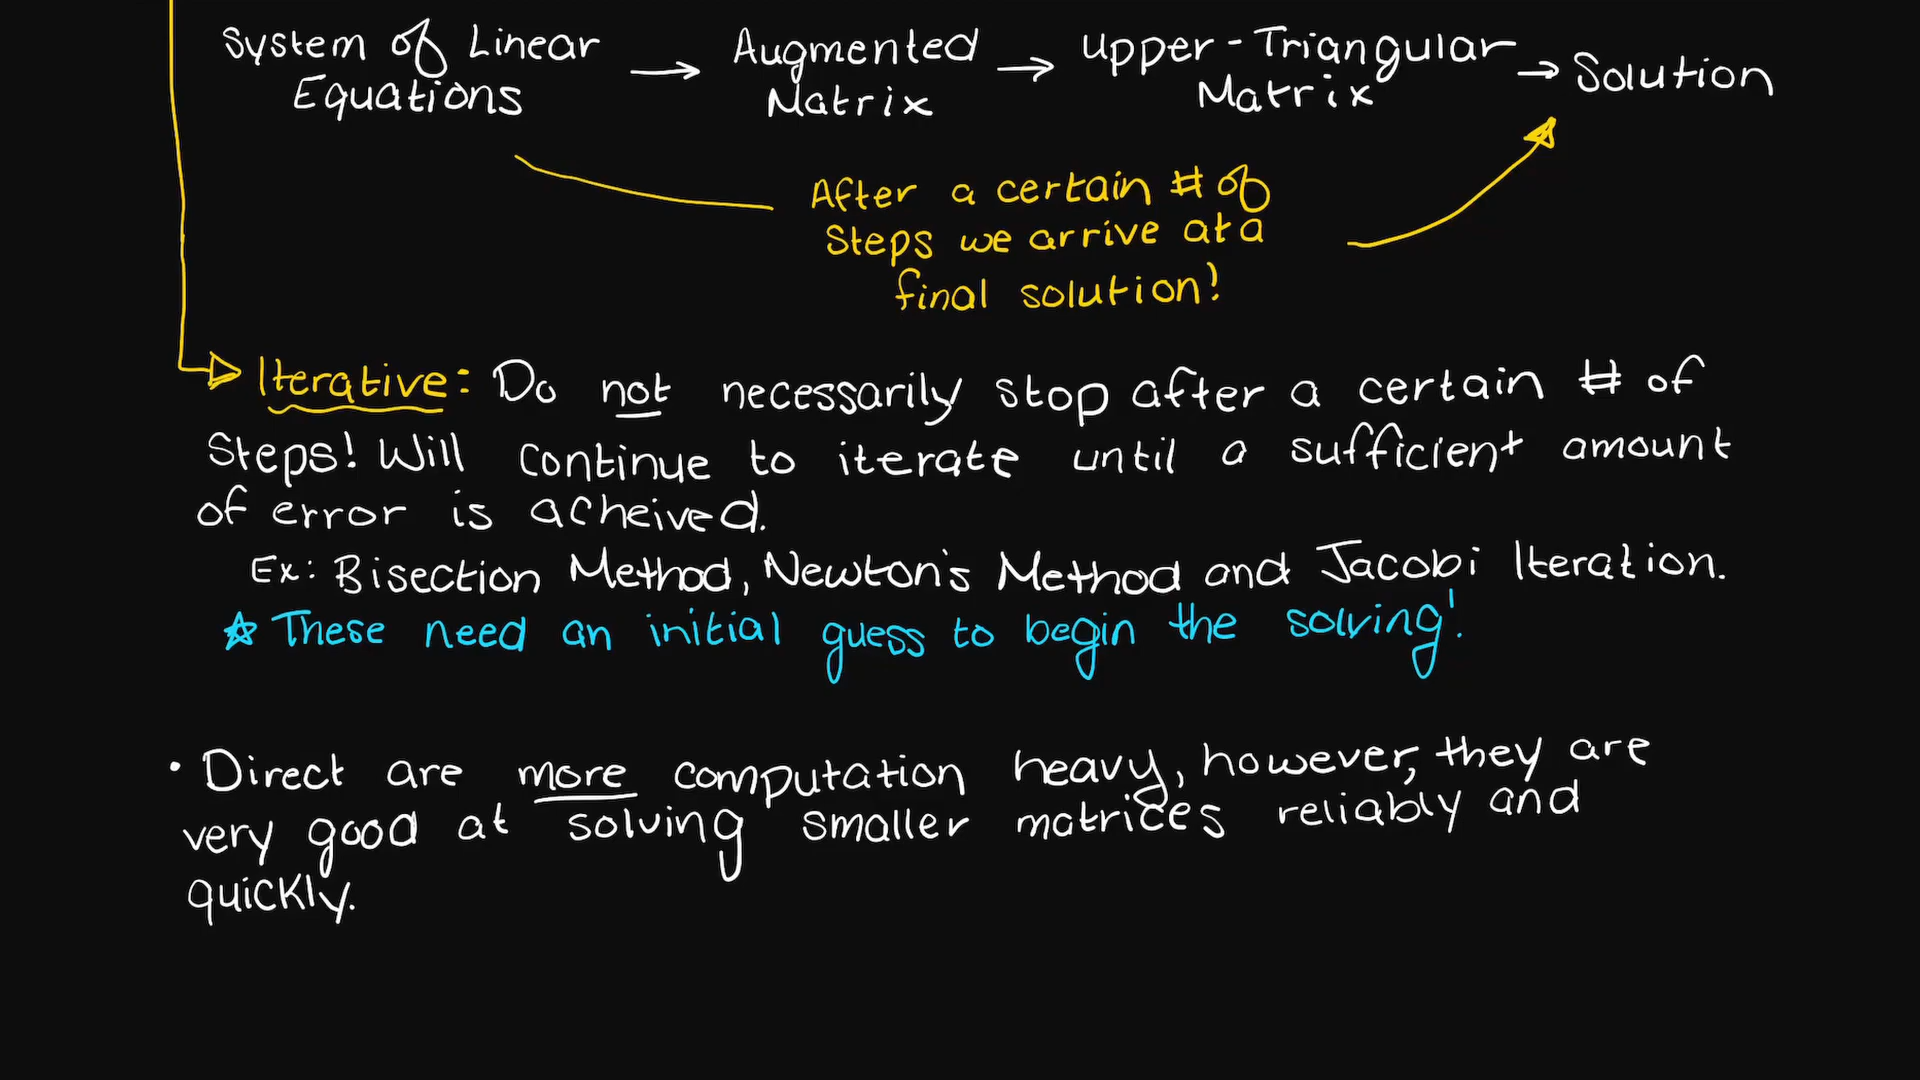 System of Linear Equations → Augmented Matrix → Upper-Triangular Matrix → Solution
After a certain # of
steps we arrive at a
final solution!
Iterative: Do not necessarily stop after a certain # of
steps! Will continue to iterate until a sufficient amount
of error is acheived.
Ex: Bisection Method, Newton's Method and Jacobi Iteration.
☆ These need an initial guess to begin the solving!
• Direct are more computation heavy, however, they are
very good at solving smaller matrices reliably and
quickly.